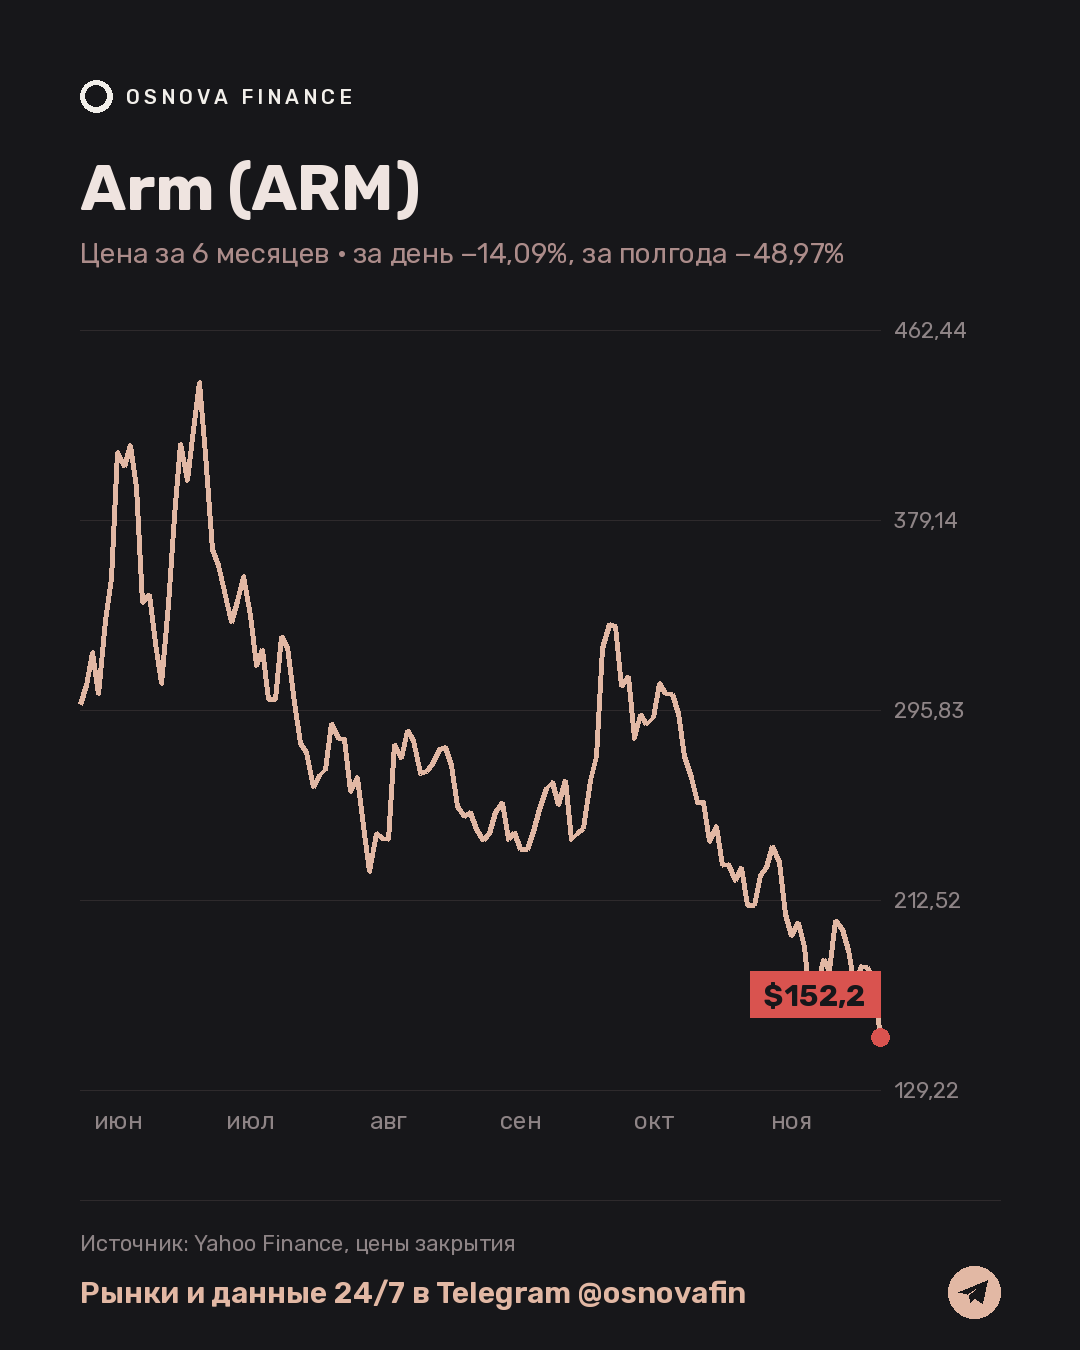 OSNOVA FINANCE
Arm (ARM)
Цена за 6 месяцев • за день −14,09%, за полгода −48,97%
462,44
379,14
295,83
212,52
$152,2
129,22
июн июл авг сен окт ноя
Источник: Yahoo Finance, цены закрытия
Рынки и данные 24/7 в Telegram @osnovafin